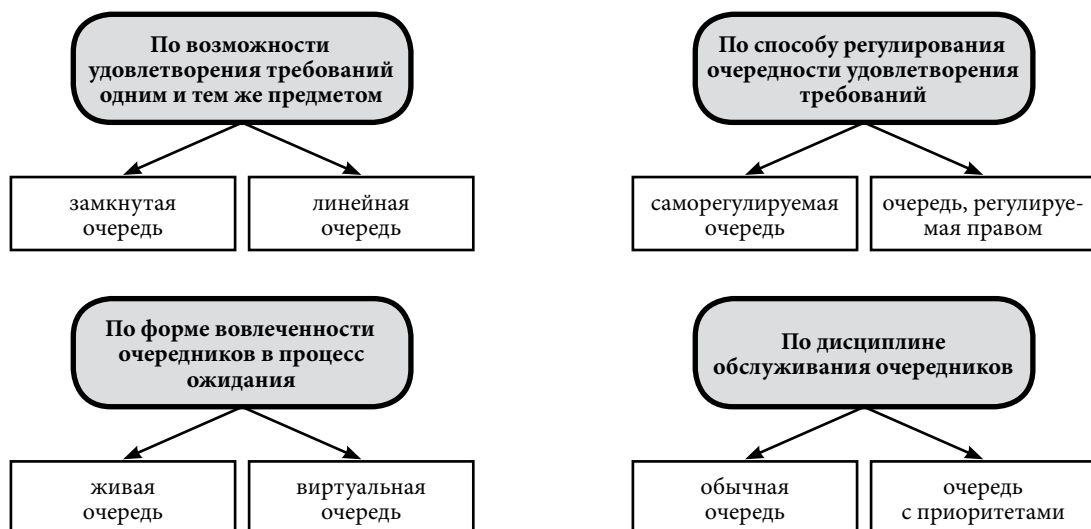 По возможности
удовлетворения требований
одним и тем же предметом
По способу регулирования
очередности удовлетворения
требований
замкнутая
очередь
линейная
очередь
саморегулируемая
очередь
очередь, регулируе-
мая правом
По форме вовлеченности
очередников в процесс
ожидания
По дисциплине
обслуживания очередников
живая
очередь
виртуальная
очередь
обычная
очередь
очередь
с приоритетами